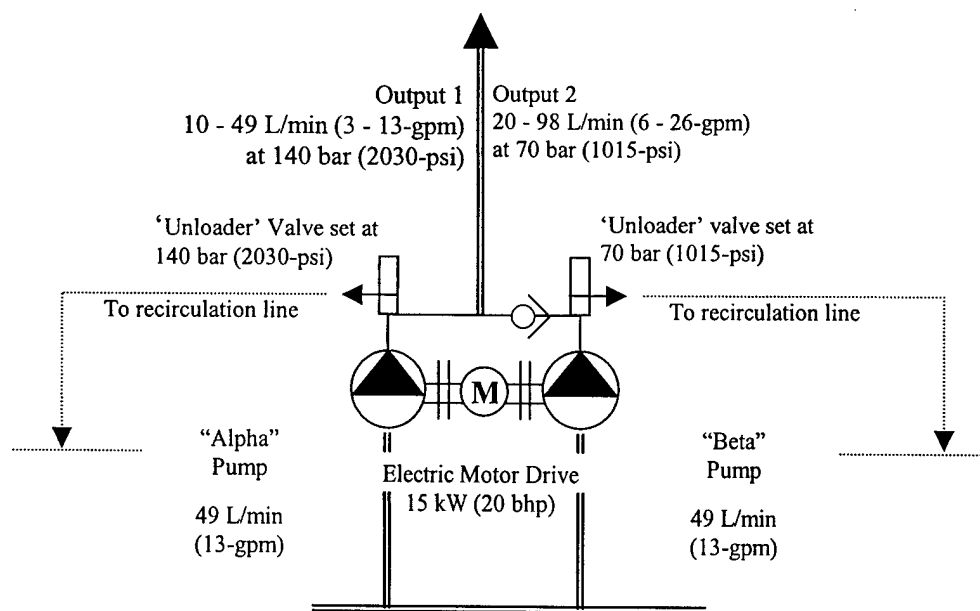 Output 1
10 - 49 L/min (3 - 13-gpm)
at 140 bar (2030-psi)
Output 2
20 - 98 L/min (6 - 26-gpm)
at 70 bar (1015-psi)
‘Unloader’ Valve set at
140 bar (2030-psi)
‘Unloader’ valve set at
70 bar (1015-psi)
To recirculation line
To recirculation line
M
“Alpha”
Pump
49 L/min
(13-gpm)
Electric Motor Drive
15 kW (20 bhp)
“Beta”
Pump
49 L/min
(13-gpm)